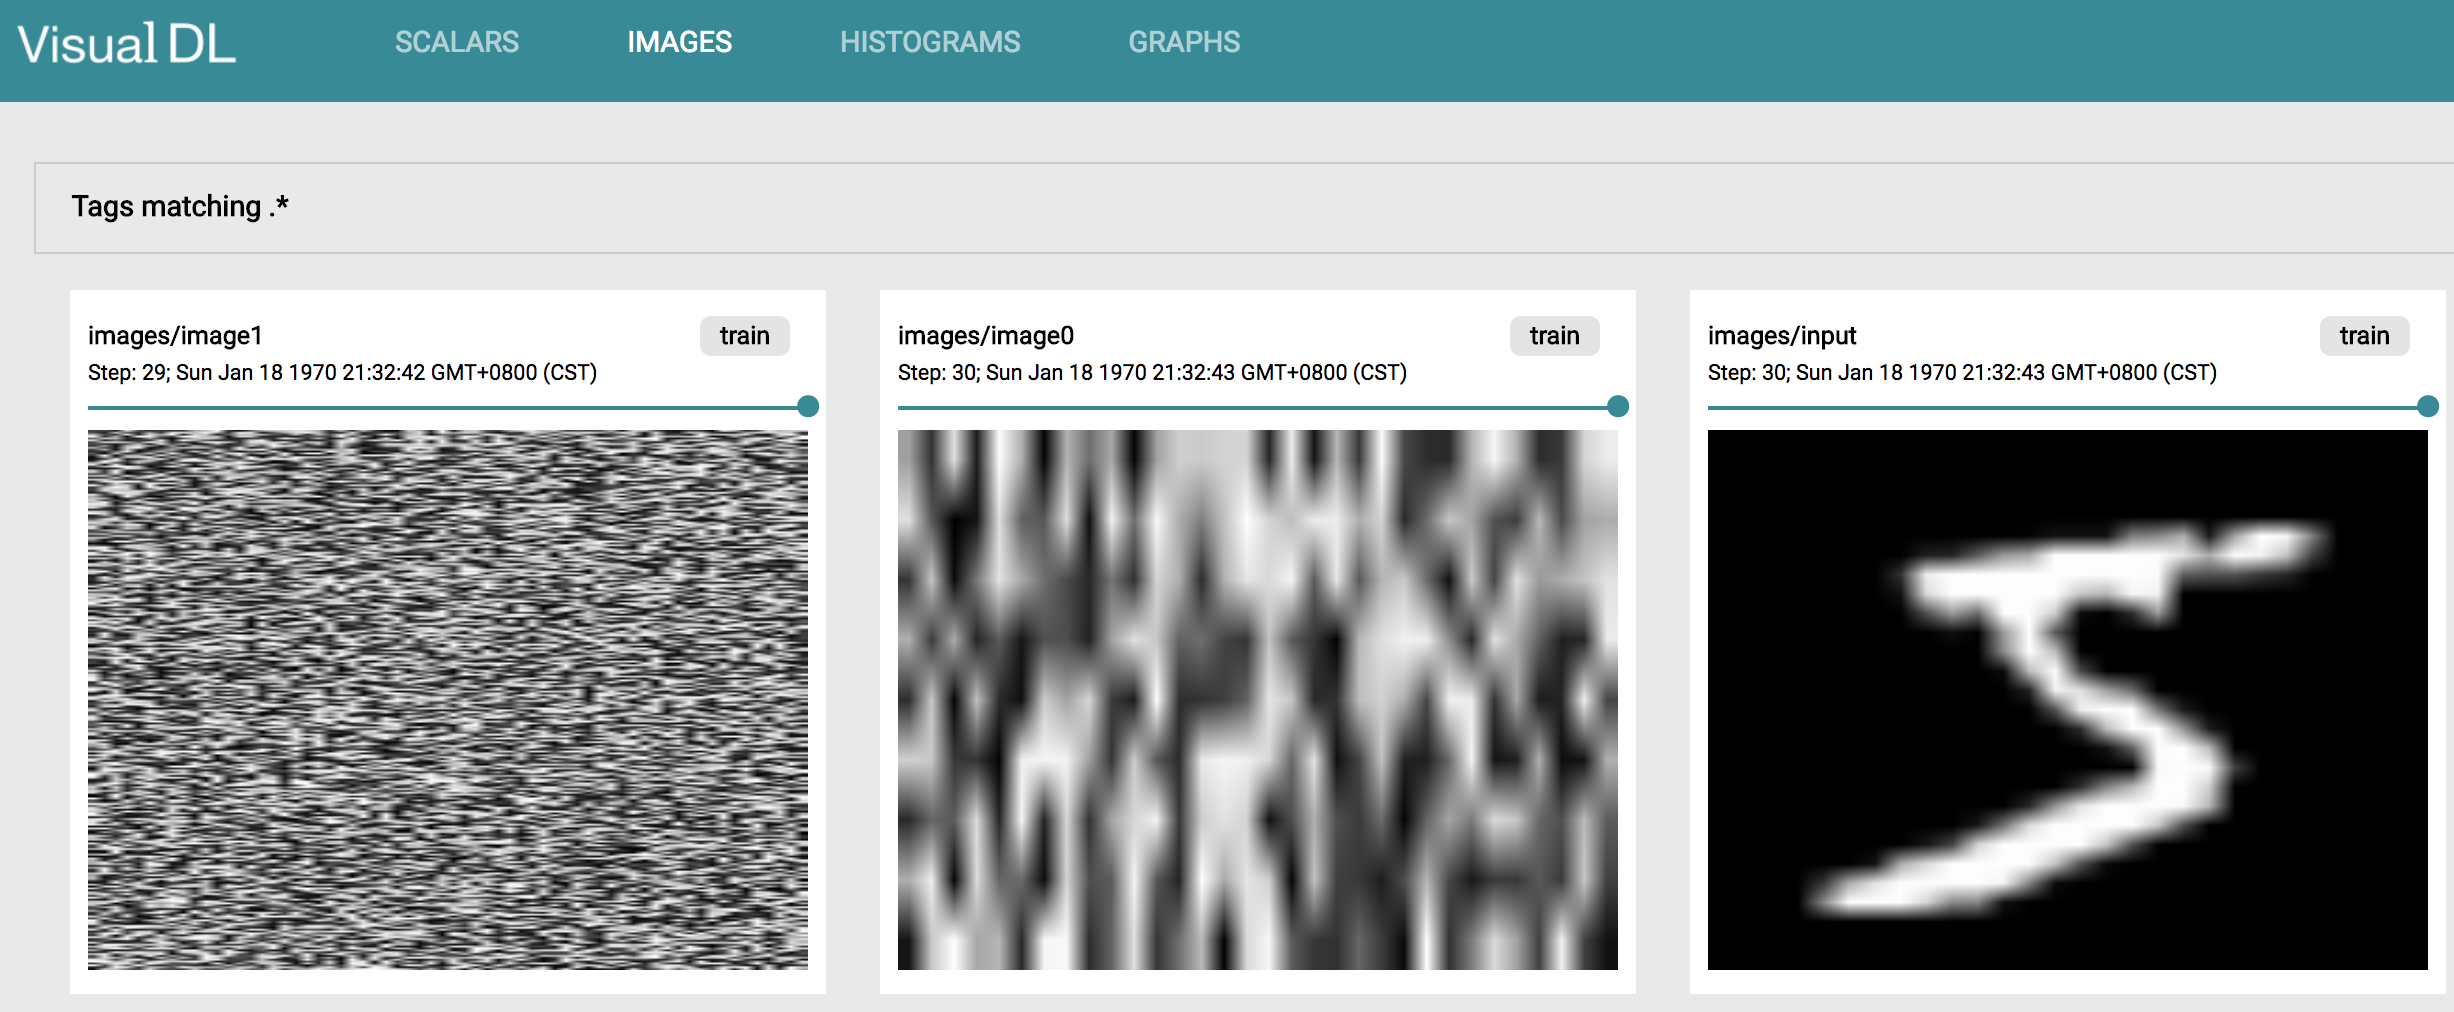 Visual DL SCALARS IMAGES HISTOGRAMS GRAPHS
Tags matching .*
images/image1 train
Step: 29; Sun Jan 18 1970 21:32:42 GMT+0800 (CST)
images/image0 train
Step: 30; Sun Jan 18 1970 21:32:43 GMT+0800 (CST)
images/input train
Step: 30; Sun Jan 18 1970 21:32:43 GMT+0800 (CST)
5